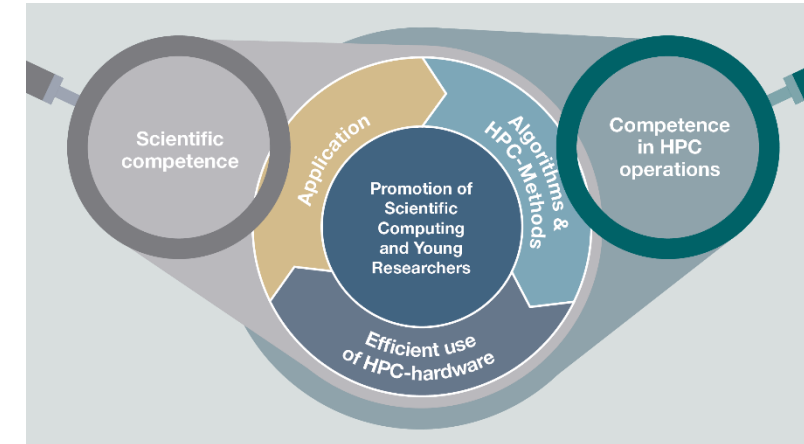 Scientific
competence
Application
Algorithms &
HPC-Methods
Competence
in HPC
operations
Promotion of
Scientific
Computing
and Young
Researchers
Efficient use
of HPC-hardware